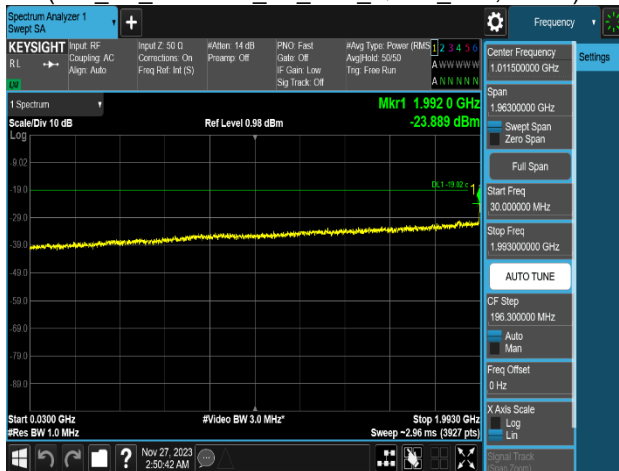 Spectrum Analyzer 1
Swept SA
+
Frequency
KEYSIGHT
Input: RF
Input Z: 50 Ω
#Atten: 14 dB
PNO: Fast
#Avg Type: Power (RMS
1 2 3 4 5 6
RL
Coupling: AC
Corrections: On
Preamp: Off
Gate: Off
Avg|Hold: 50/50
A W W W W W
Align: Auto
Freq Ref: Int (S)
IF Gain: Low
Trig: Free Run
Sig Track: Off
A N N N N N
1 Spectrum
Mkr1 1.992 0 GHz
Scale/Div 10 dB
Ref Level 0.98 dBm
-23.889 dBm
Log
-9.02
DL1 -19.02
1
-19.0
-29.0
-39.0
-49.0
-59.0
-69.0
-79.0
-89.0
Start 0.0300 GHz
#Video BW 3.0 MHz*
Stop 1.9930 GHz
#Res BW 1.0 MHz
Sweep ~2.96 ms (3927 pts)
?
Nov 27, 2023
2:50:42 AM
Center Frequency
1.011500000 GHz
Settings
Span
1.96300000 GHz
Swept Span
Zero Span
Full Span
Start Freq
30.000000 MHz
Stop Freq
1.993000000 GHz
AUTO TUNE
CF Step
196.300000 MHz
Auto
Man
Freq Offset
0 Hz
X Axis Scale
Log
Lin
Signal Track
(Span Zoom)